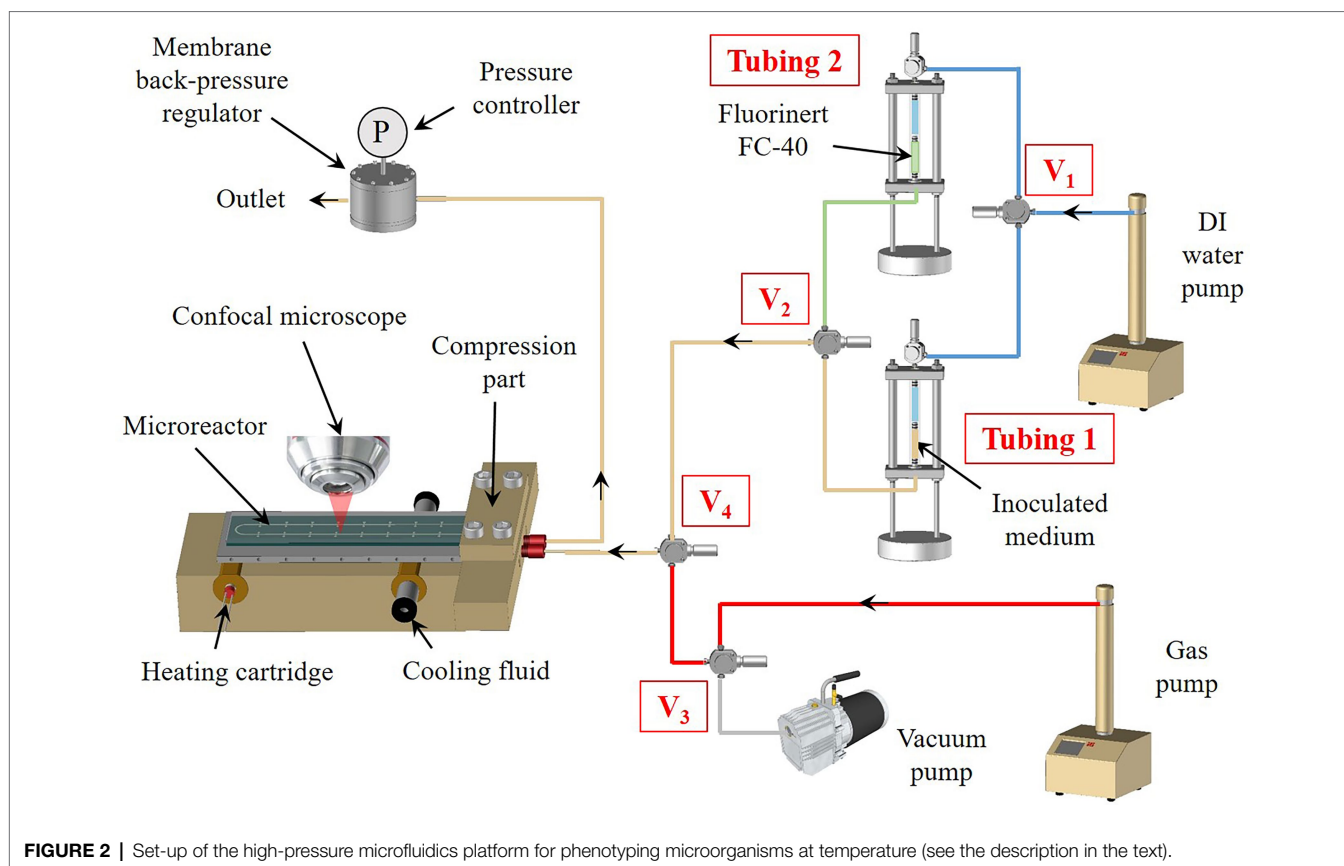 Membrane
back-pressure
regulator
Pressure
controller
P
Outlet
Tubing 2
Fluorinert
FC-40
V1
DI
water
pump
V2
Confocal microscope
Compression
part
Microreactor
Tubing 1
Inoculated
medium
V4
Heating cartridge
Cooling fluid
V3
Vacuum
pump
Gas
pump
FIGURE 2 | Set-up of the high-pressure microfluidics platform for phenotyping microorganisms at temperature (see the description in the text).